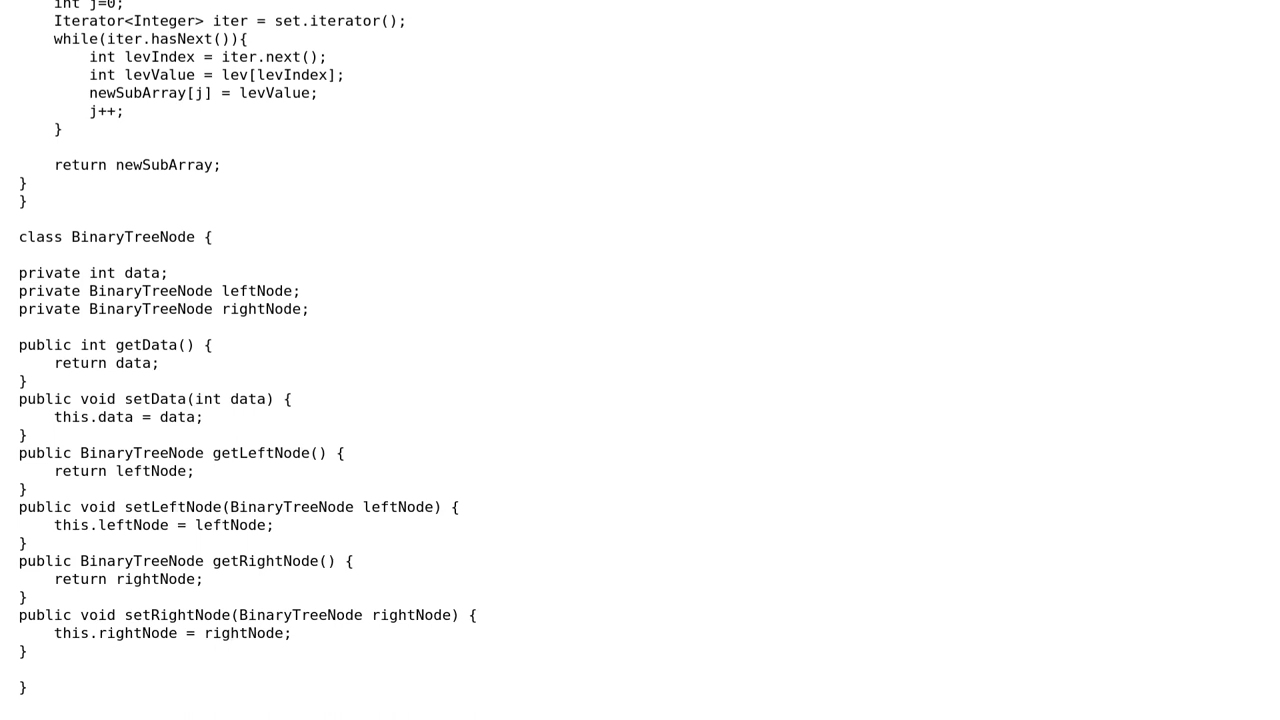 int j=0;
    Iterator<Integer> iter = set.iterator();
    while(iter.hasNext()){
        int levIndex = iter.next();
        int levValue = lev[levIndex];
        newSubArray[j] = levValue;
        j++;
    }

    return newSubArray;
}
}

class BinaryTreeNode {

private int data;
private BinaryTreeNode leftNode;
private BinaryTreeNode rightNode;

public int getData() {
    return data;
}
public void setData(int data) {
    this.data = data;
}
public BinaryTreeNode getLeftNode() {
    return leftNode;
}
public void setLeftNode(BinaryTreeNode leftNode) {
    this.leftNode = leftNode;
}
public BinaryTreeNode getRightNode() {
    return rightNode;
}
public void setRightNode(BinaryTreeNode rightNode) {
    this.rightNode = rightNode;
}

}